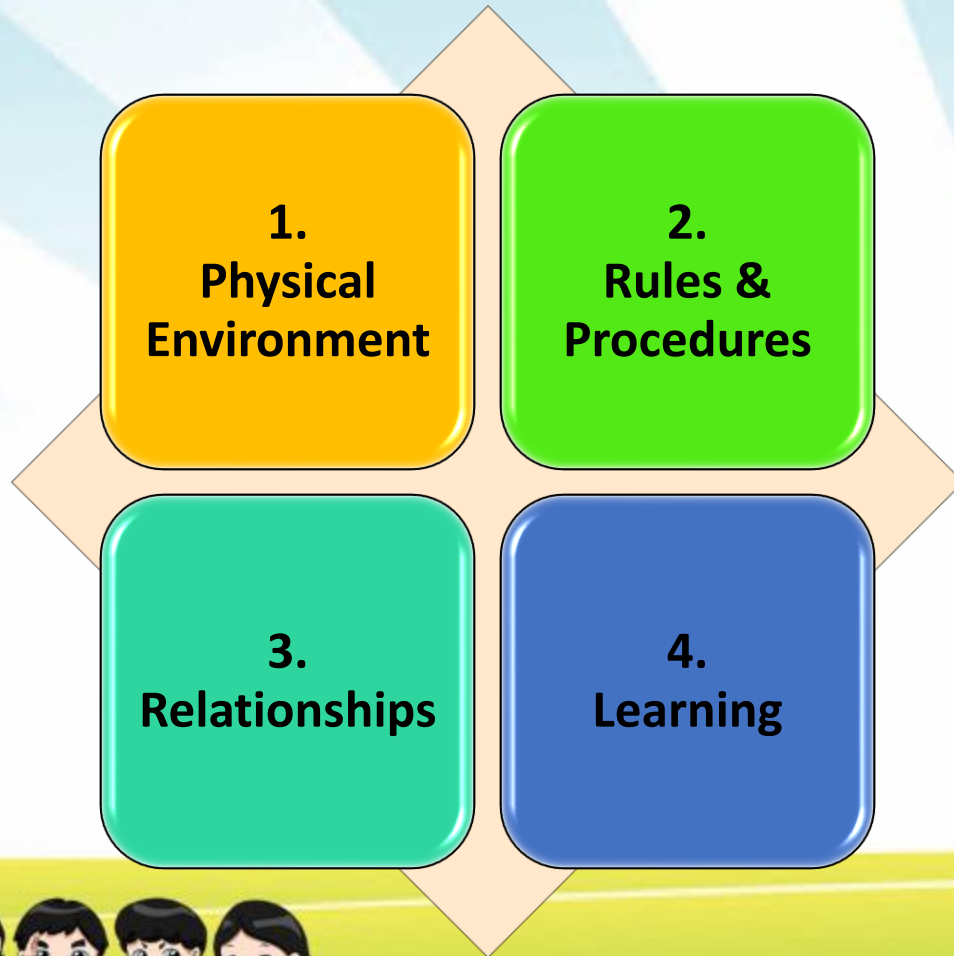 1.
Physical
Environment
2.
Rules &
Procedures
3.
Relationships
4.
Learning